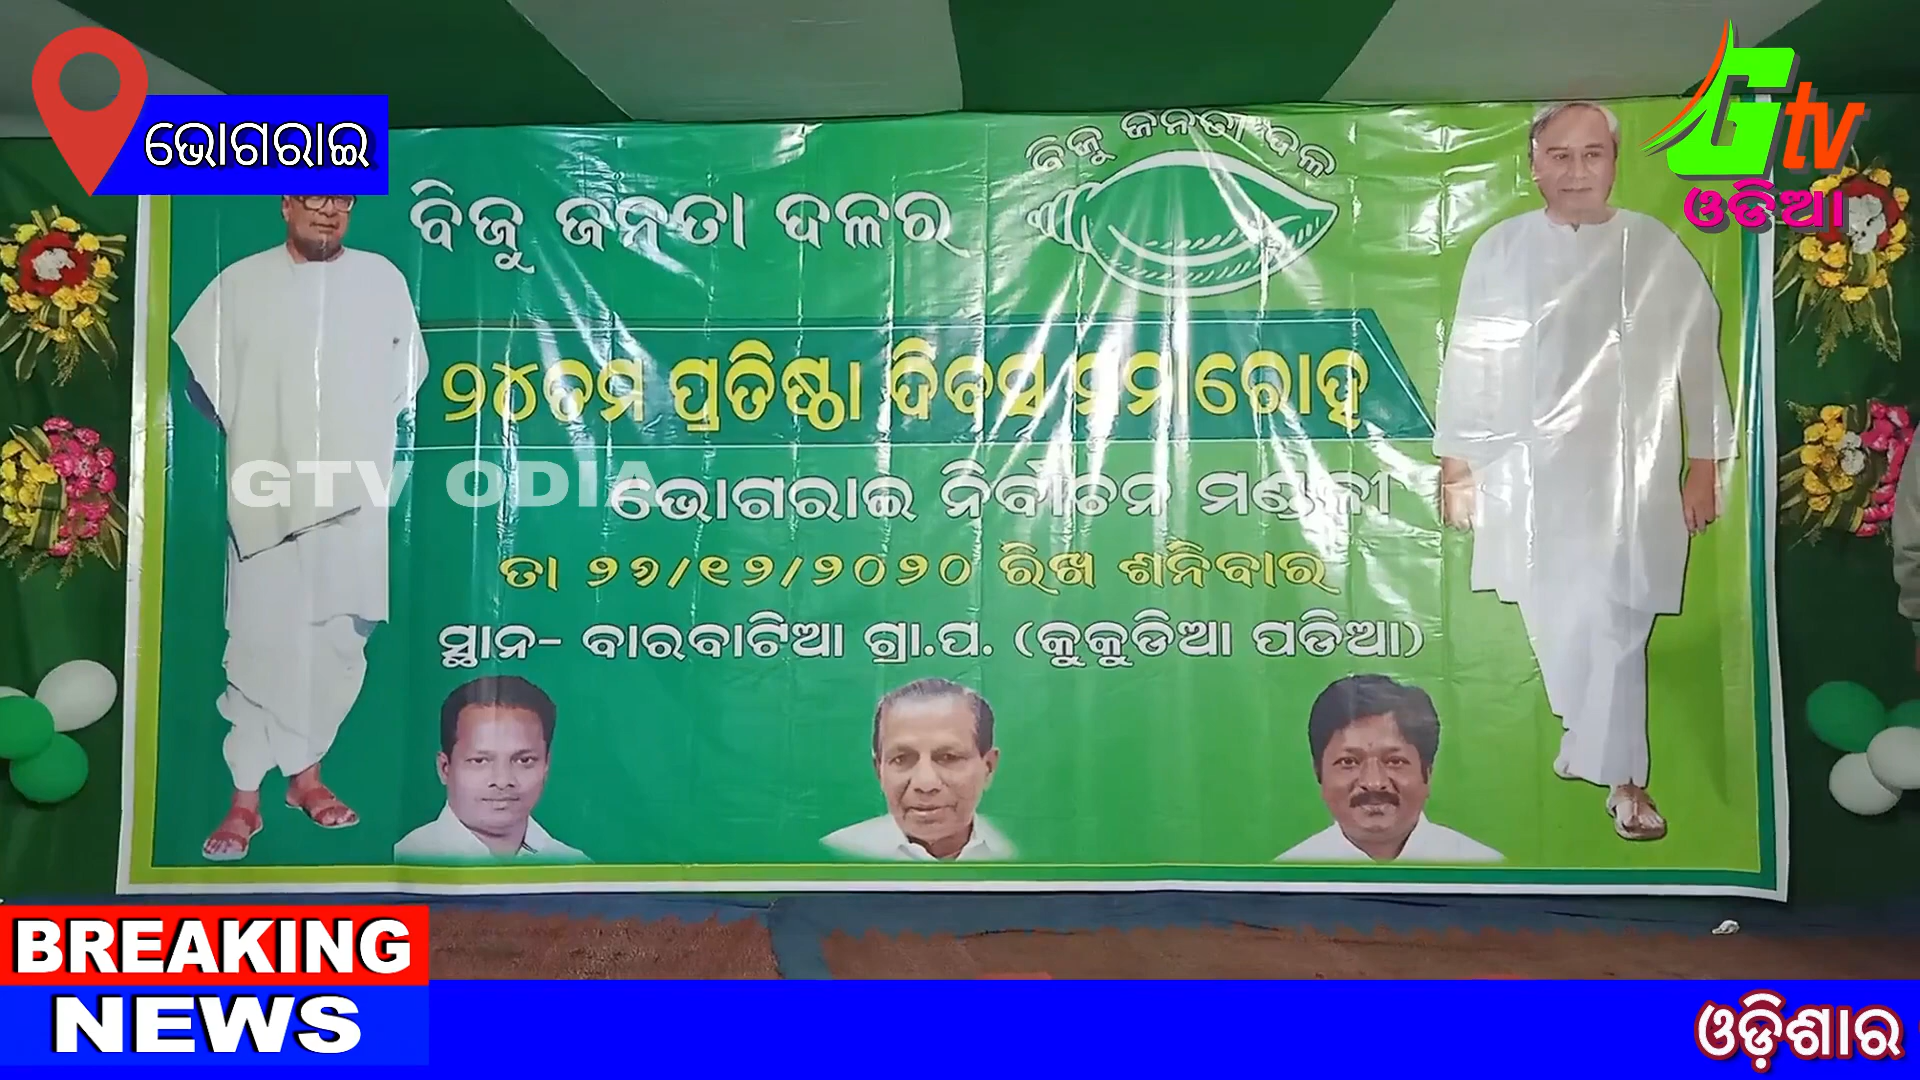 ଭୋଗରାଇ
Gtv
ଓଡିଆ
ବିଜୁ ଜନତା ଦଳ
ବିଜୁ ଜନତା ଦଳର
୨୪ତମ ପ୍ରତିଷ୍ଠା ଦିବସ ସମାରୋହ
GTV ODIA
ଭୋଗରାଇ ନିର୍ବାଚନ ମଣ୍ଡଳୀ
ତା ୨୬/୧୨/୨୦୨୦ ରିଖ ଶନିବାର
ସ୍ଥାନ- ବାରବାଟିଆ ଗ୍ରା.ପ. (କୁକୁଡିଆ ପଡିଆ)
BREAKING
NEWS
ଓଡ଼ିଶାର